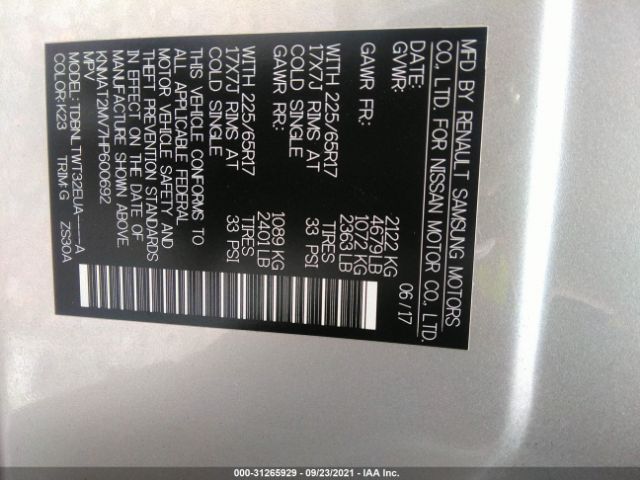 MFD BY RENAULT SAMSUNG MOTORS
CO., LTD. FOR NISSAN MOTOR CO., LTD.
DATE: 06/17
GVWR: 2122 KG
4679 LB
GAWR FR: 1072 KG
2363 LB
WITH 225/65R17 TIRES
17X7J RIMS AT 33 PSI
COLD SINGLE
GAWR RR: 1089 KG
2401 LB
WITH 225/65R17 TIRES
17X7J RIMS AT 33 PSI
COLD SINGLE
THIS VEHICLE CONFORMS TO
ALL APPLICABLE FEDERAL
MOTOR VEHICLE SAFETY AND
THEFT PREVENTION STANDARDS
IN EFFECT ON THE DATE OF
MANUFACTURE SHOWN ABOVE.
KNMAT2MV7HP600692
MPV
TDBNLTWT32EUA-----A
COLOR:K23 TRIM:G ZS30A
000-31265929 - 09/23/2021 - IAA Inc.